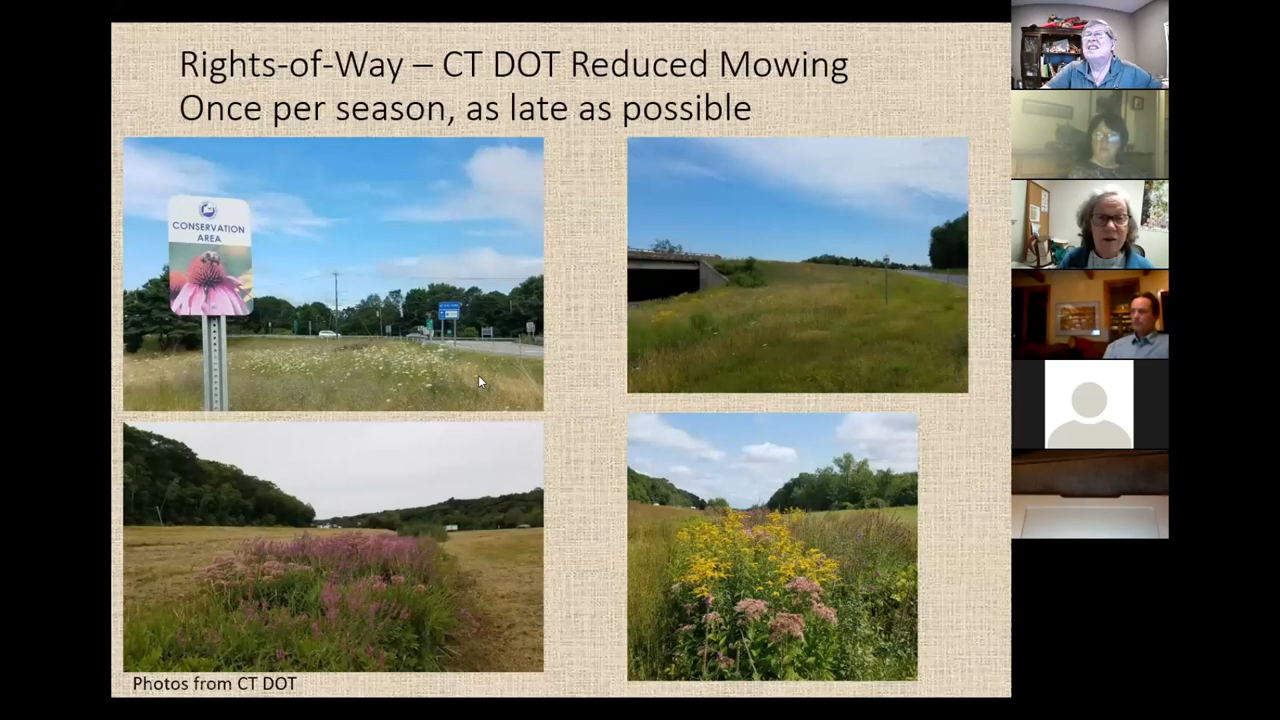 Rights-of-Way – CT DOT Reduced Mowing
Once per season, as late as possible
CONSERVATION
AREA
Photos from CT DOT